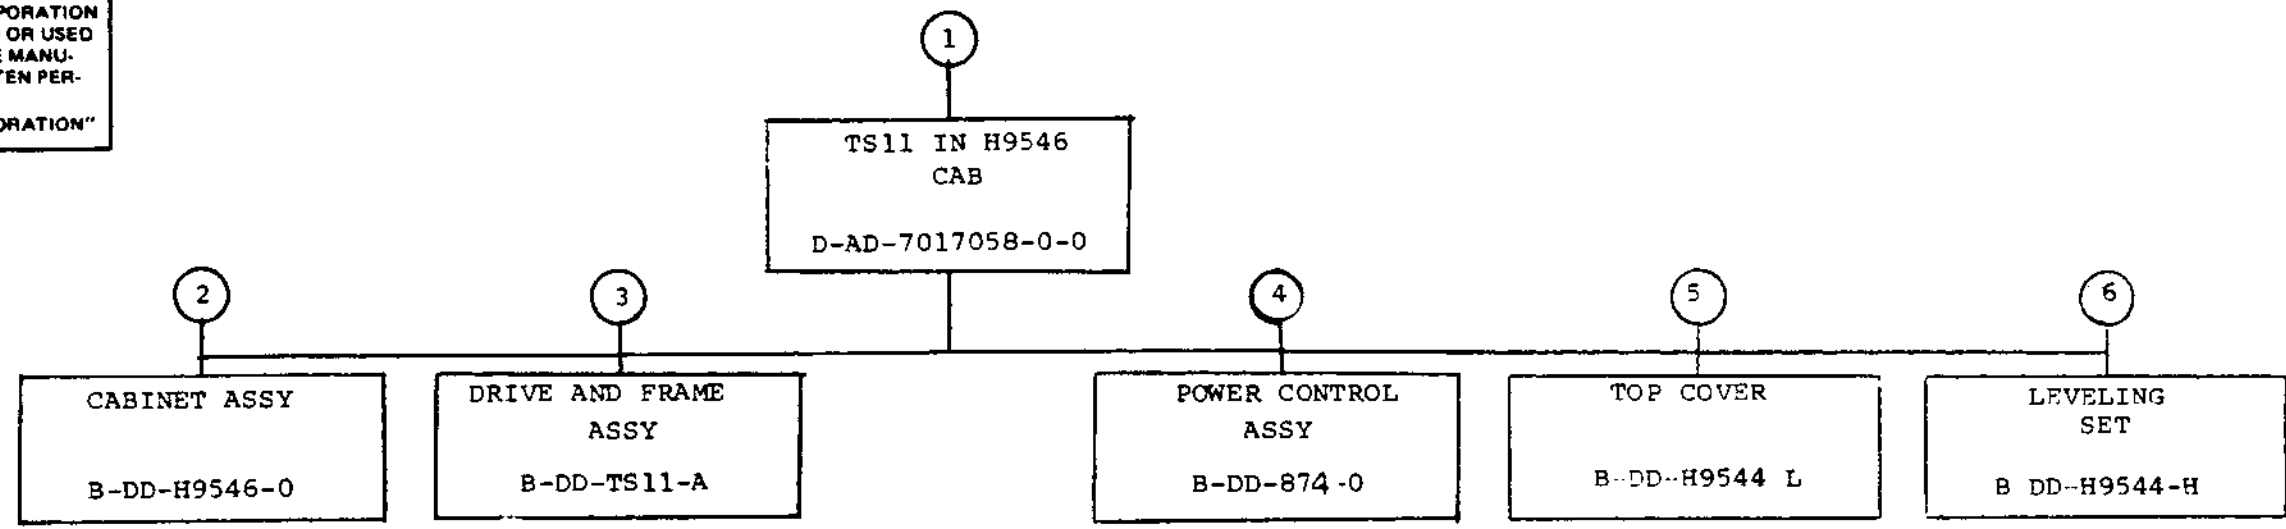 PORATION
OR USED
E MANU-
TEN PER-
ORATION"
1
TS11 IN H9546
CAB
D-AD-7017058-0-0
2
3
4
5
6
CABINET ASSY
B-DD-H9546-0
DRIVE AND FRAME
ASSY
B-DD-TS11-A
POWER CONTROL
ASSY
B-DD-874-0
TOP COVER
B-DD-H9544 L
LEVELING
SET
B DD-H9544-H